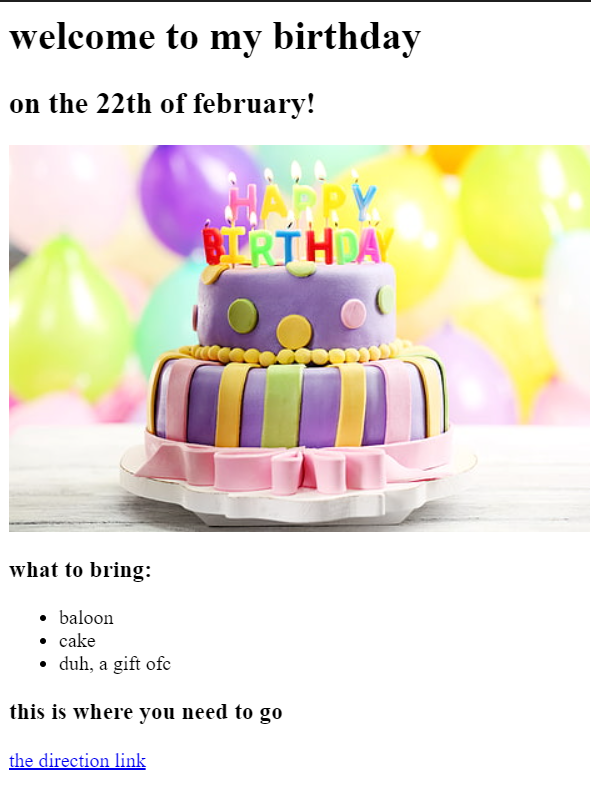 welcome to my birthday
on the 22th of february!
HAPPY
BIRTHDAY
what to bring:
baloon
cake
duh, a gift ofc
this is where you need to go
the direction link